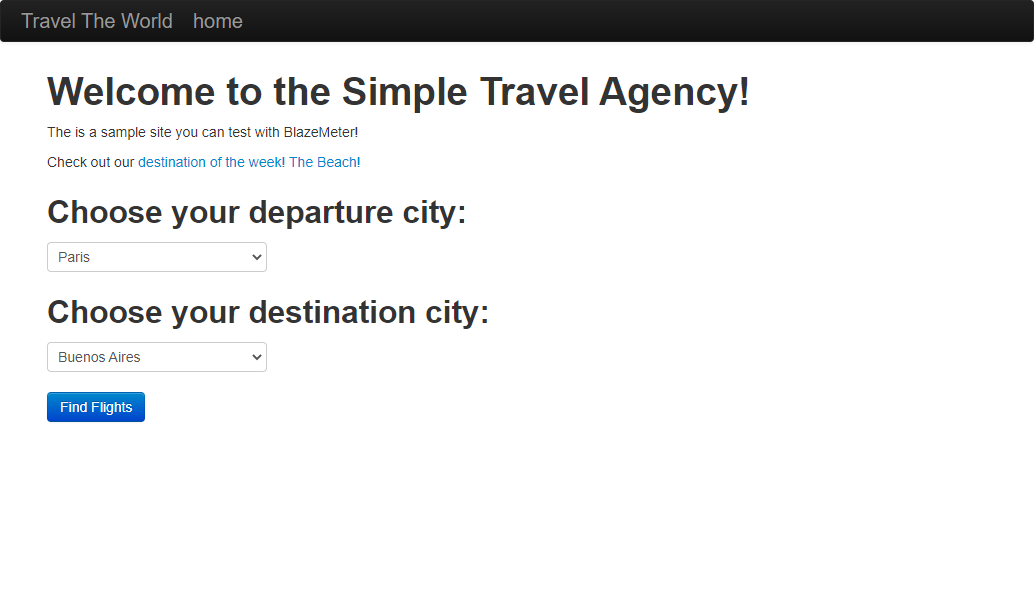 Travel The World home
Welcome to the Simple Travel Agency!
The is a sample site you can test with BlazeMeter!
Check out our destination of the week! The Beach!
Choose your departure city:
Paris
Choose your destination city:
Buenos Aires
Find Flights